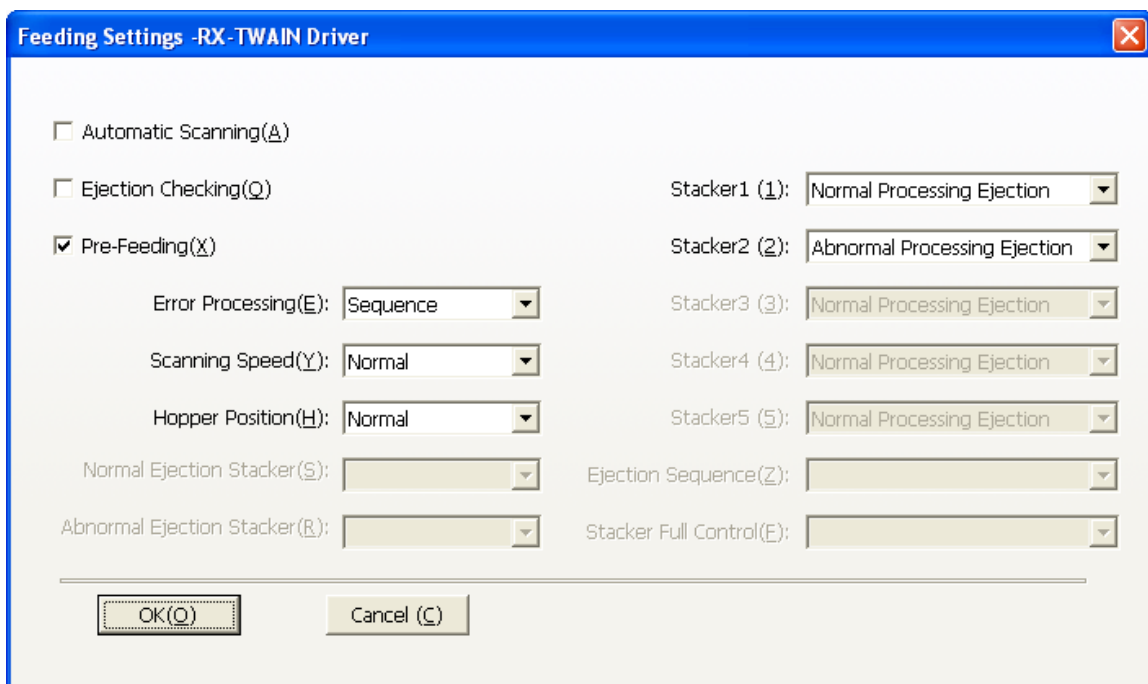 Feeding Settings -RX-TWAIN Driver
Automatic Scanning(A)
Ejection Checking(Q)
Stacker1 (1): Normal Processing Ejection
Pre-Feeding(X)
Stacker2 (2): Abnormal Processing Ejection
Error Processing(E): Sequence
Stacker3 (3): Normal Processing Ejection
Scanning Speed(Y): Normal
Stacker4 (4): Normal Processing Ejection
Hopper Position(H): Normal
Stacker5 (5): Normal Processing Ejection
Normal Ejection Stacker(S):
Ejection Sequence(Z):
Abnormal Ejection Stacker(R):
Stacker Full Control(F):
OK(O)
Cancel (C)